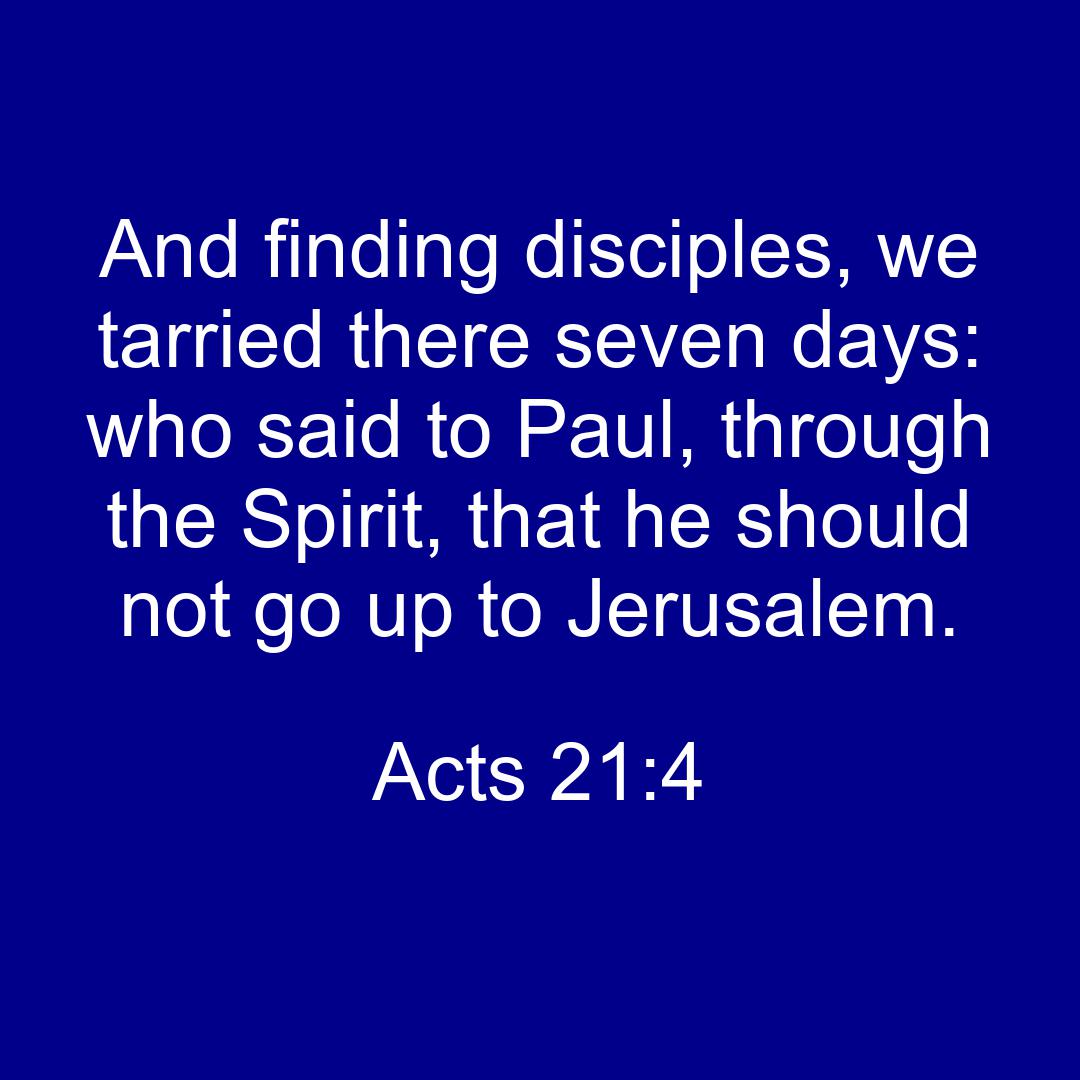 And finding disciples, we
tarried there seven days:
who said to Paul, through
the Spirit, that he should
not go up to Jerusalem.
Acts 21:4